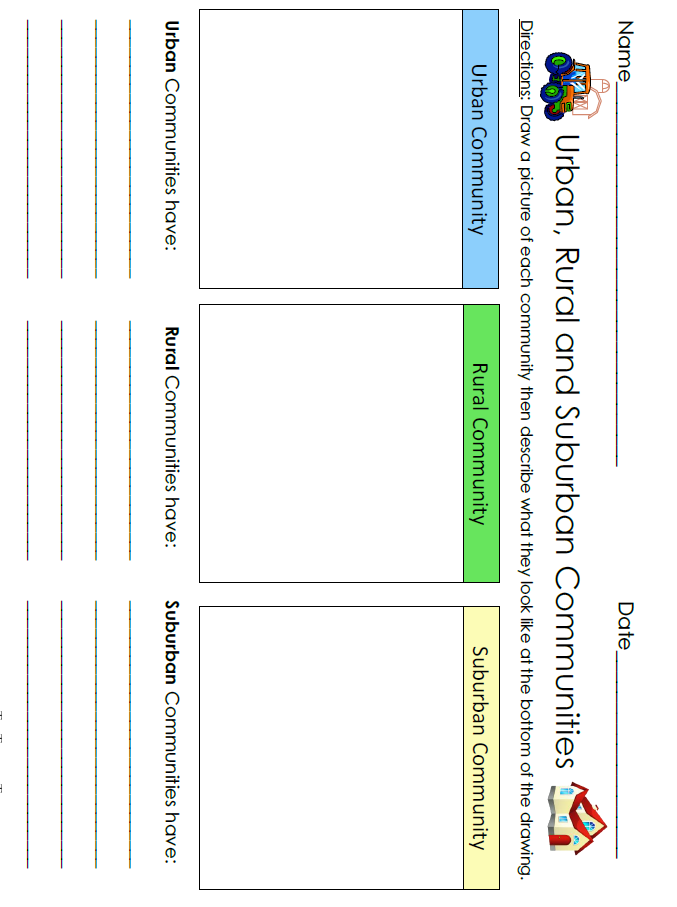 Name Date
Urban, Rural and Suburban Communities
Directions: Draw a picture of each community then describe what they look like at the bottom of the drawing.
Urban Community
Rural Community
Suburban Community
Urban Communities have:
Rural Communities have:
Suburban Communities have: